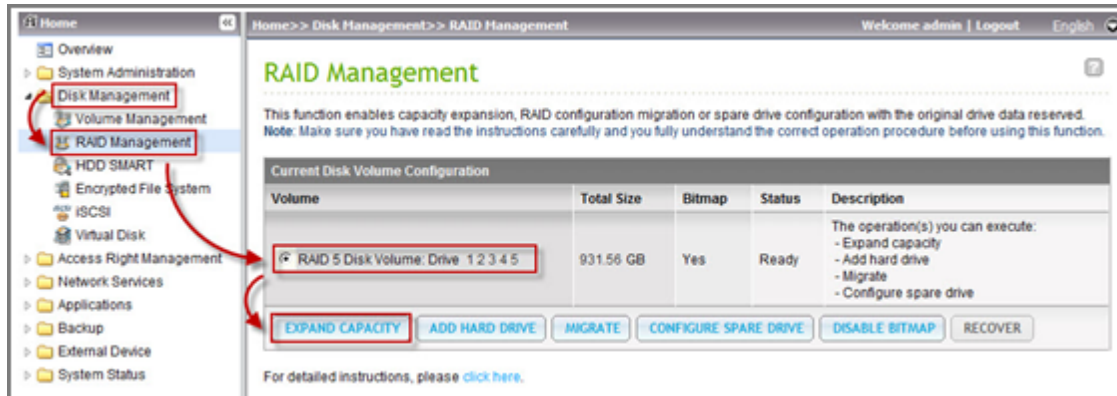 Home
Home>> Disk Management>> RAID Management
Welcome admin | Logout
English
Overview
System Administration
Disk Management
Volume Management
RAID Management
HDD SMART
Encrypted File System
iSCSI
Virtual Disk
Access Right Management
Network Services
Applications
Backup
External Device
System Status
RAID Management
This function enables capacity expansion, RAID configuration migration or spare drive configuration with the original drive data reserved.
Note: Make sure you have read the instructions carefully and you fully understand the correct operation procedure before using this function.
Current Disk Volume Configuration
Volume Total Size Bitmap Status Description
RAID 5 Disk Volume: Drive 1 2 3 4 5 931.56 GB Yes Ready
The operation(s) you can execute:
- Expand capacity
- Add hard drive
- Migrate
- Configure spare drive
EXPAND CAPACITY ADD HARD DRIVE MIGRATE CONFIGURE SPARE DRIVE DISABLE BITMAP RECOVER
For detailed instructions, please click here.